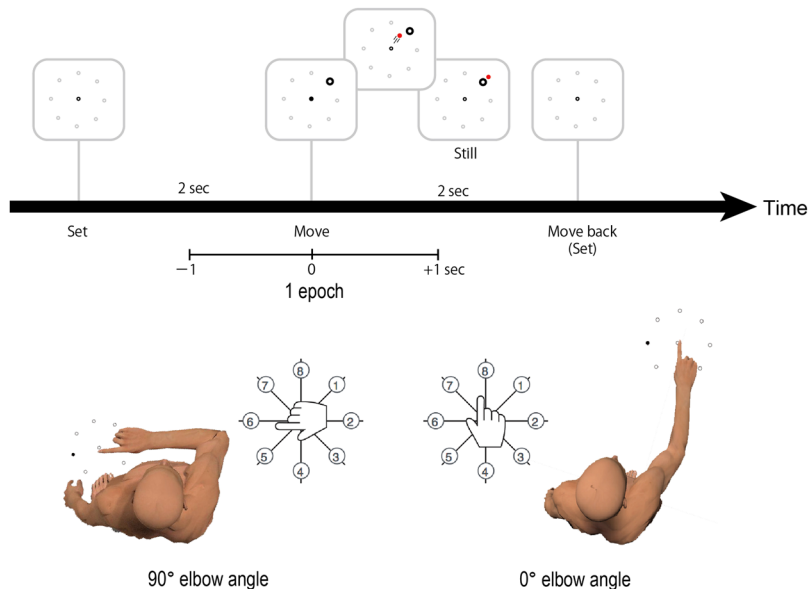 Still
2 sec
2 sec
Time
Set
Move
Move back
(Set)
−1
0
+1 sec
1 epoch
8
7
1
6
2
5
3
4
8
7
1
6
2
5
3
4
90° elbow angle
0° elbow angle